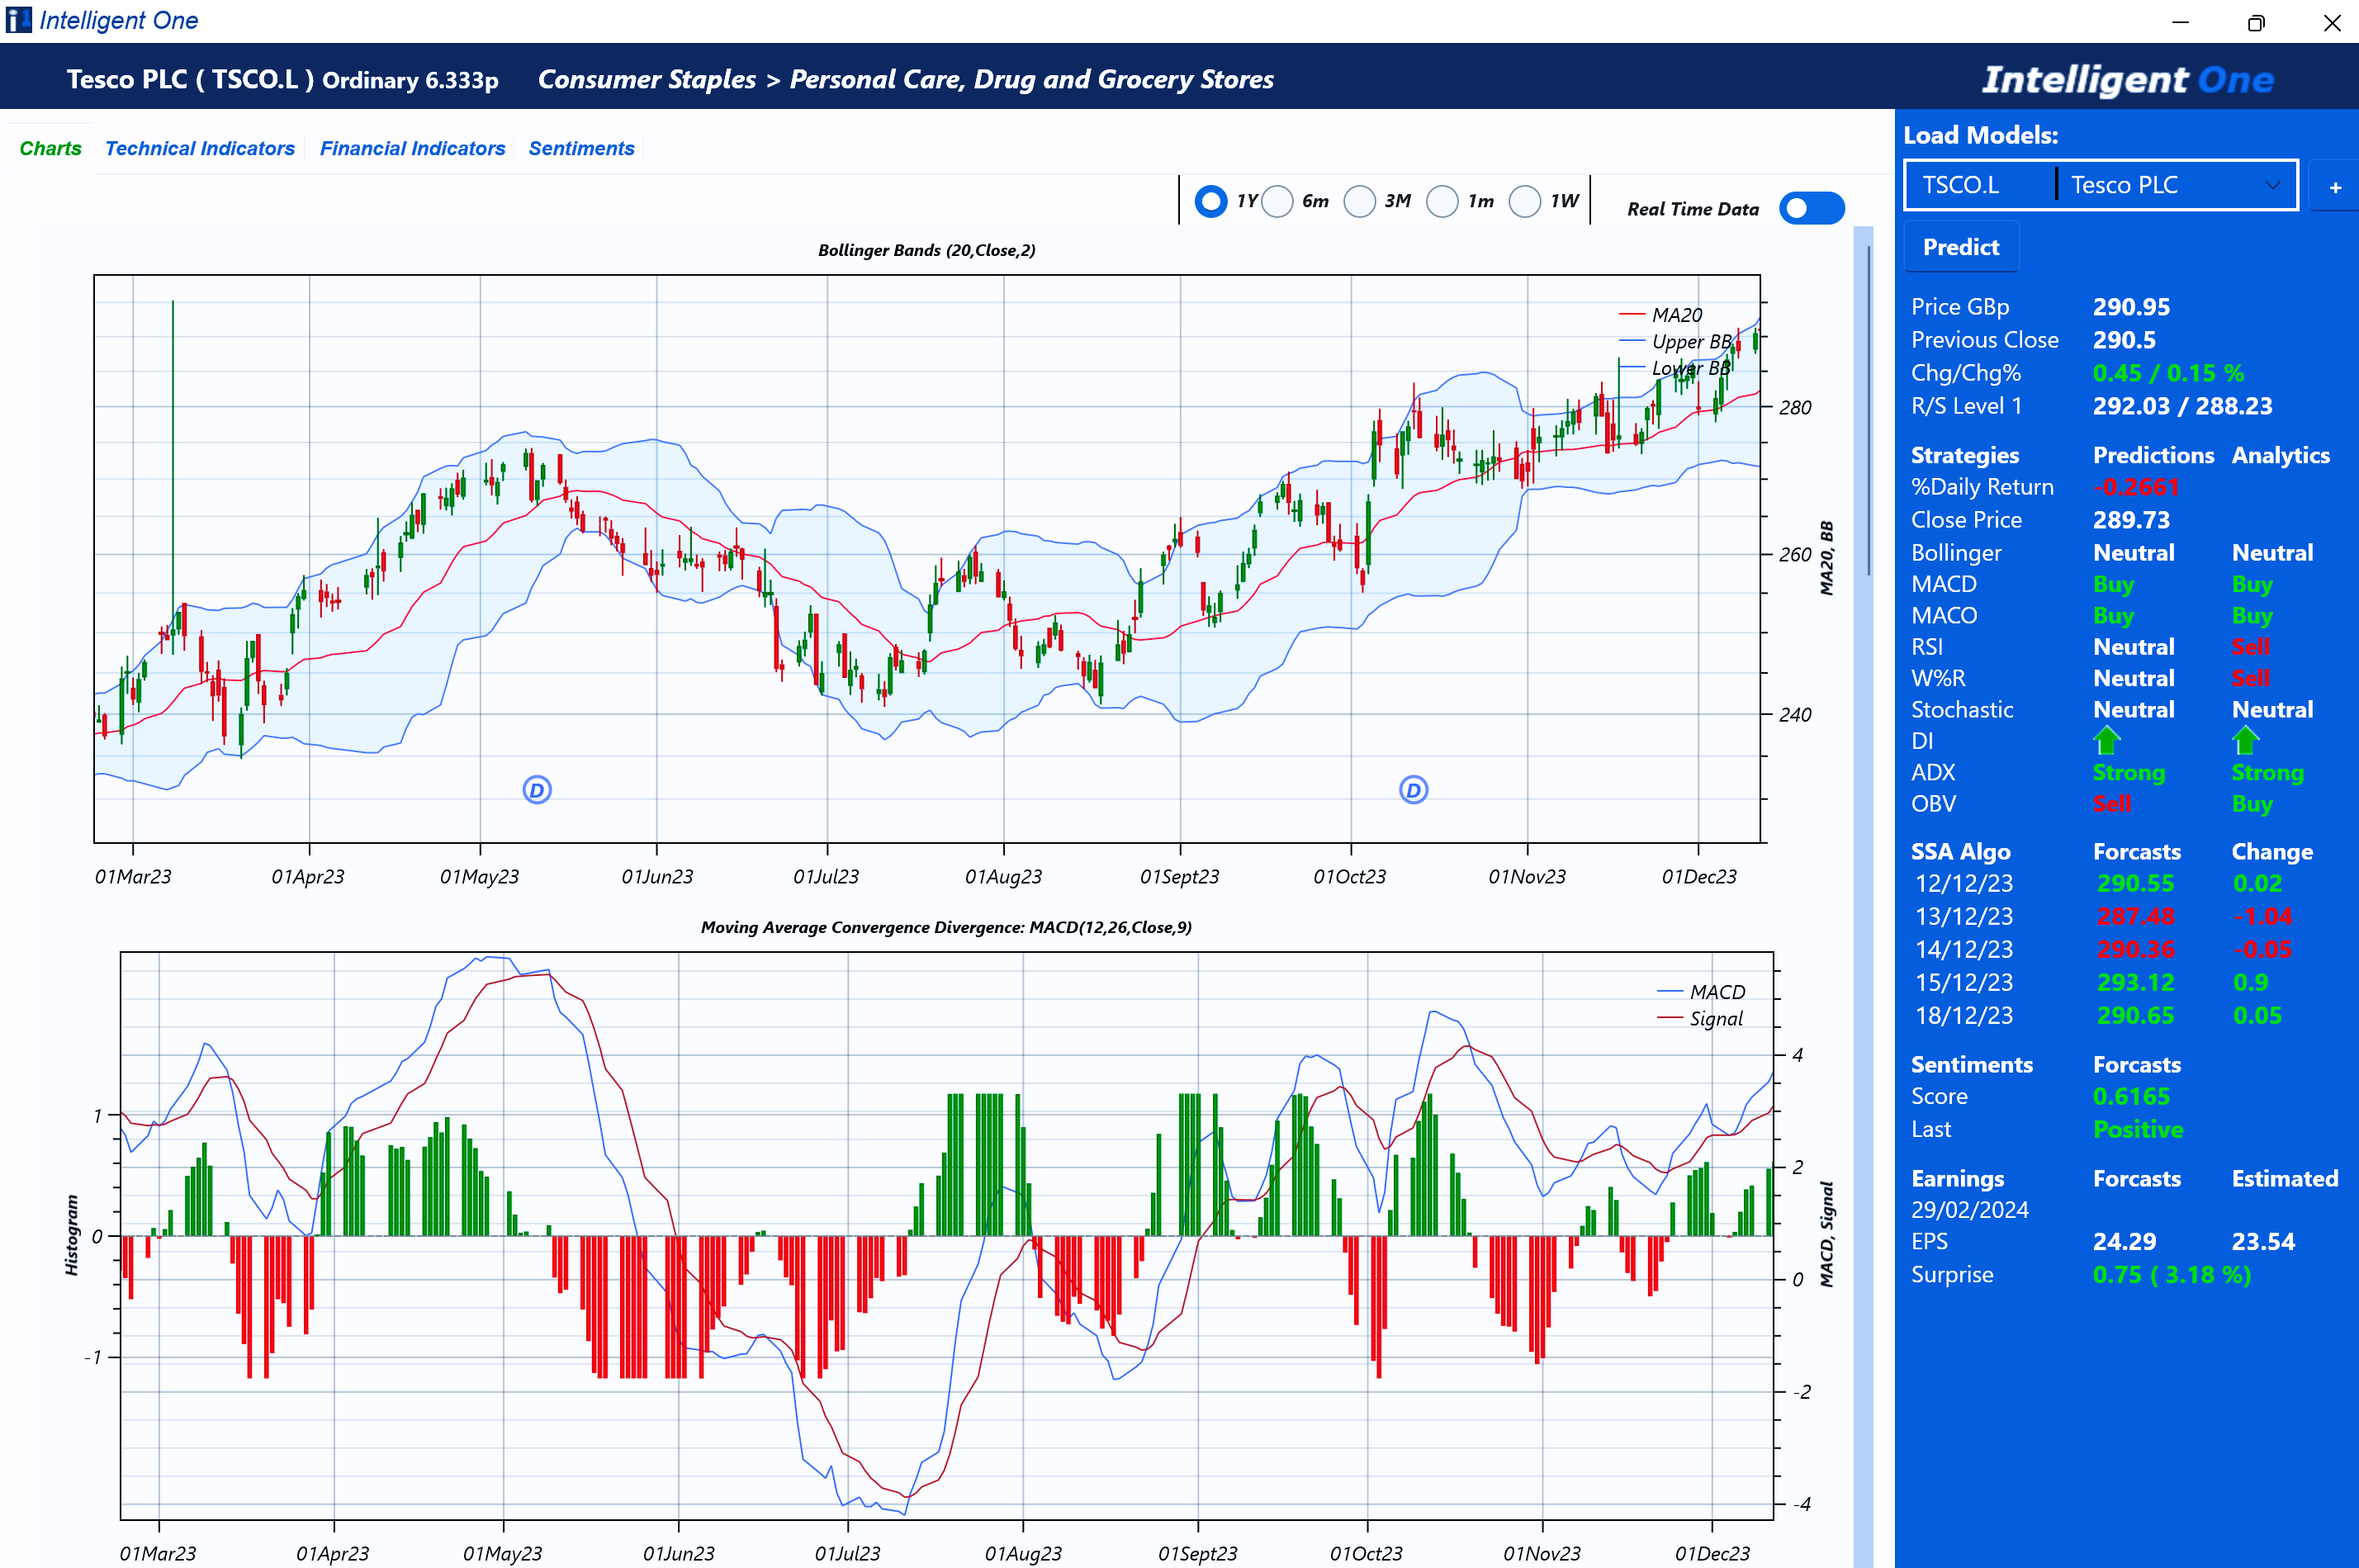 Intelligent One
Tesco PLC ( TSCO.L ) Ordinary 6.333p Consumer Staples > Personal Care, Drug and Grocery Stores Intelligent One
Charts Technical Indicators Financial Indicators Sentiments
1Y 6m 3M 1m 1W Real Time Data
Bollinger Bands (20,Close,2)
MA20
Upper BB
Lower BB
280
260
240
MA20, BB
D D
01Mar23 01Apr23 01May23 01Jun23 01Jul23 01Aug23 01Sept23 01Oct23 01Nov23 01Dec23
Moving Average Convergence Divergence: MACD(12,26,Close,9)
MACD
Signal
1
0
-1
Histogram
4
2
0
-2
-4
MACD, Signal
01Mar23 01Apr23 01May23 01Jun23 01Jul23 01Aug23 01Sept23 01Oct23 01Nov23 01Dec23
Load Models:
TSCO.L Tesco PLC +
Predict
Price GBp 290.95
Previous Close 290.5
Chg/Chg% 0.45 / 0.15 %
R/S Level 1 292.03 / 288.23
Strategies Predictions Analytics
%Daily Return -0.2661
Close Price 289.73
Bollinger Neutral Neutral
MACD Buy Buy
MACO Buy Buy
RSI Neutral Sell
W%R Neutral Sell
Stochastic Neutral Neutral
DI
ADX Strong Strong
OBV Sell Buy
SSA Algo Forcasts Change
12/12/23 290.55 0.02
13/12/23 287.48 -1.04
14/12/23 290.36 -0.05
15/12/23 293.12 0.9
18/12/23 290.65 0.05
Sentiments Forcasts
Score 0.6165
Last Positive
Earnings Forcasts Estimated
29/02/2024
EPS 24.29 23.54
Surprise 0.75 ( 3.18 %)